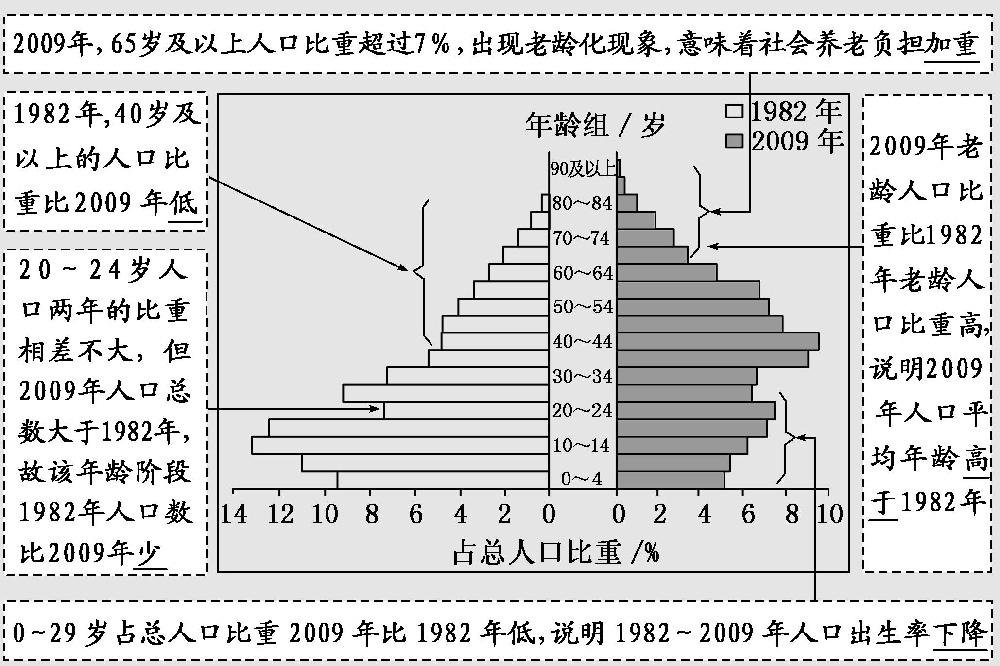 2009年,65岁及以上人口比重超过7%,出现老龄化现象,意味着社会养老负担加重
1982年,40岁及
以上的人口比
重比2009年低
20~24岁人
口两年的比重
相差不大,但
2009年人口总
数大于1982年,
故该年龄阶段
1982年人口数
比2009年少
年龄组/岁
1982年
2009年
90及以上
80～84
70～74
60～64
50～54
40～44
30～34
20～24
10～14
0～4
14 12 10 8 6 4 2 0 0 2 4 6 8 10
占总人口比重/%
2009年老
龄人口比
重比1982
年老龄人
口比重高,
说明2009
年人口平
均年龄高
于1982年
0~29岁占总人口比重2009年比1982年低,说明1982~2009年人口出生率下降